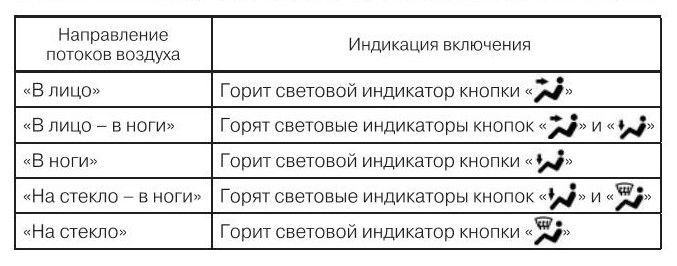 Направление
потоков воздуха
Индикация включения
«В лицо»
Горит световой индикатор кнопки « »
«В лицо – в ноги»
Горят световые индикаторы кнопок « » и « »
«В ноги»
Горит световой индикатор кнопки « »
«На стекло – в ноги»
Горят световые индикаторы кнопок « » и « »
«На стекло»
Горит световой индикатор кнопки « »